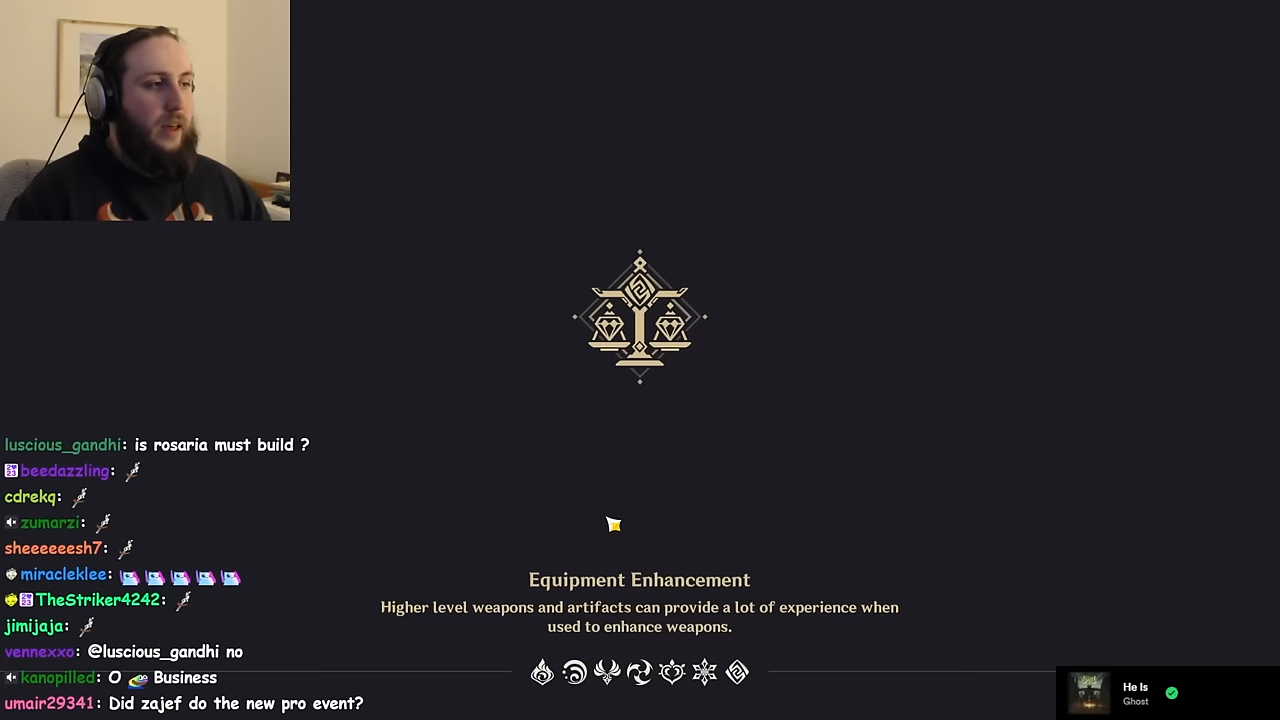 luscious_gandhi: is rosaria must build ?
beedazzling:
cdrekq:
zumarzi:
sheeeeeesh7:
miracleklee:
TheStriker4242:
jimijaja:
vennexxo: @luscious_gandhi no
kanopilled: O Business
umair29341: Did zajef do the new pro event?
Equipment Enhancement
Higher level weapons and artifacts can provide a lot of experience when
used to enhance weapons.
He Is
Ghost